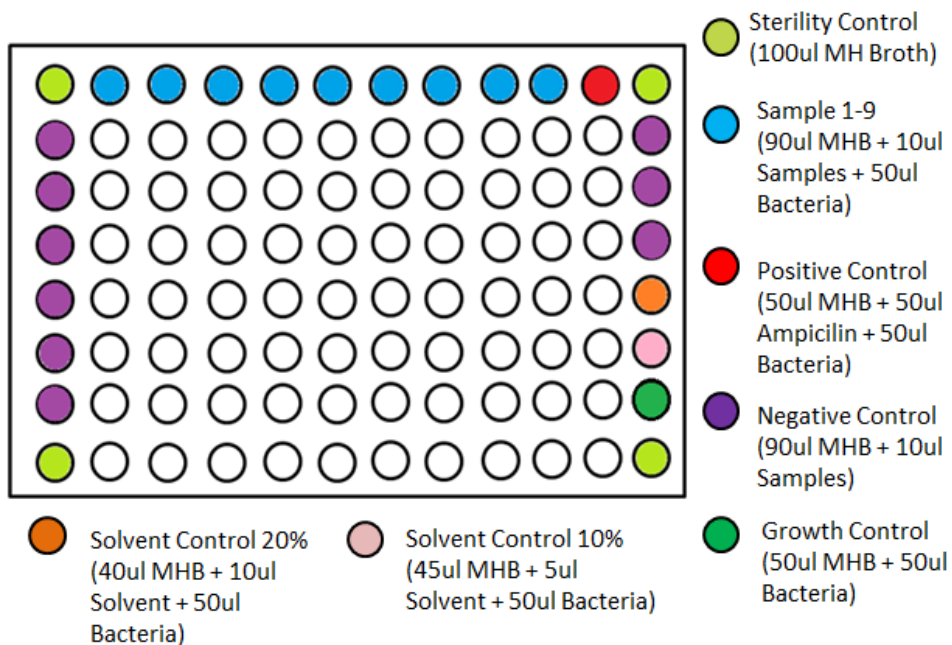 Sterility Control
(100ul MH Broth)
Sample 1-9
(90ul MHB + 10ul
Samples + 50ul
Bacteria)
Positive Control
(50ul MHB + 50ul
Ampicilin + 50ul
Bacteria)
Negative Control
(90ul MHB + 10ul
Samples)
Growth Control
(50ul MHB + 50ul
Bacteria)
Solvent Control 20%
(40ul MHB + 10ul
Solvent + 50ul
Bacteria)
Solvent Control 10%
(45ul MHB + 5ul
Solvent + 50ul Bacteria)